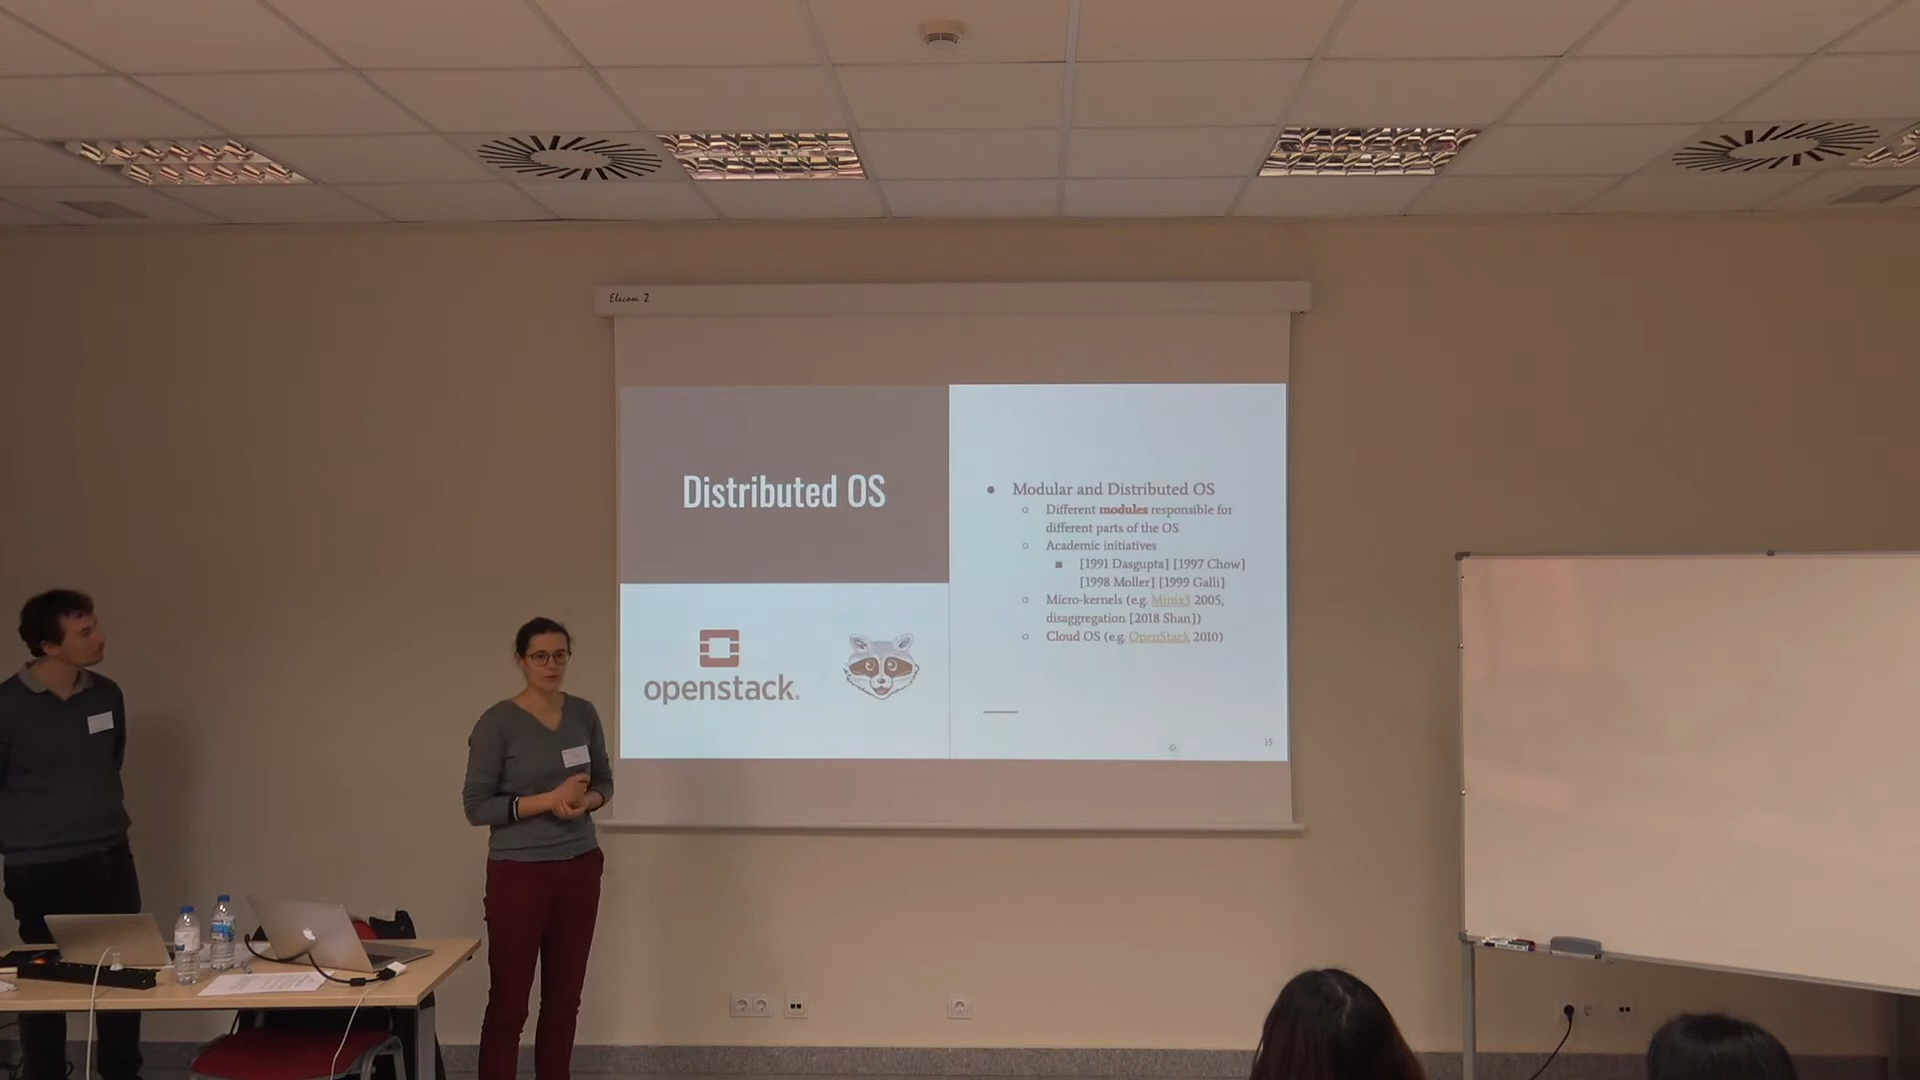 Elecom 2
Distributed OS
openstack.
● Modular and Distributed OS
○ Different modules responsible for
different parts of the OS
○ Academic initiatives
■ [1991 Dasgupta] [1997 Chow]
[1998 Moller] [1999 Galli]
○ Micro-kernels (e.g. Minix3 2005,
disaggregation [2018 Shan])
○ Cloud OS (e.g. OpenStack 2010)
15